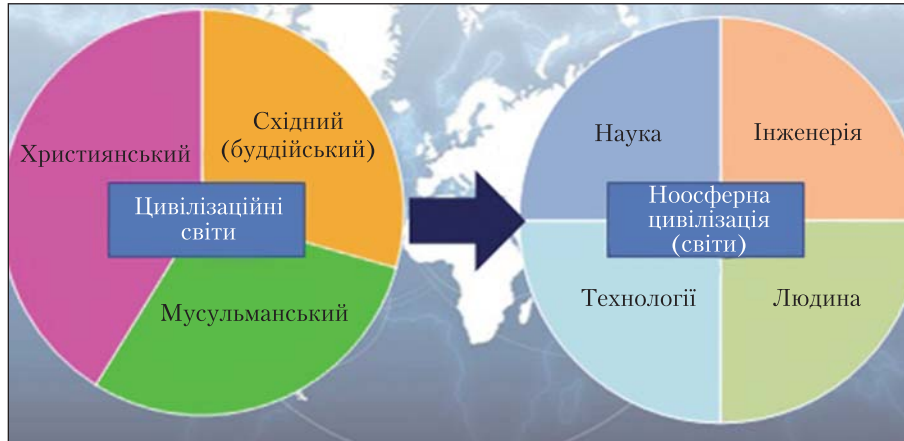 Християнський
Східний
(буддійський)
Цивілізаційні
світи
Мусульманський
Наука
Інженерія
Ноосферна
цивілізація
(світи)
Технології
Людина